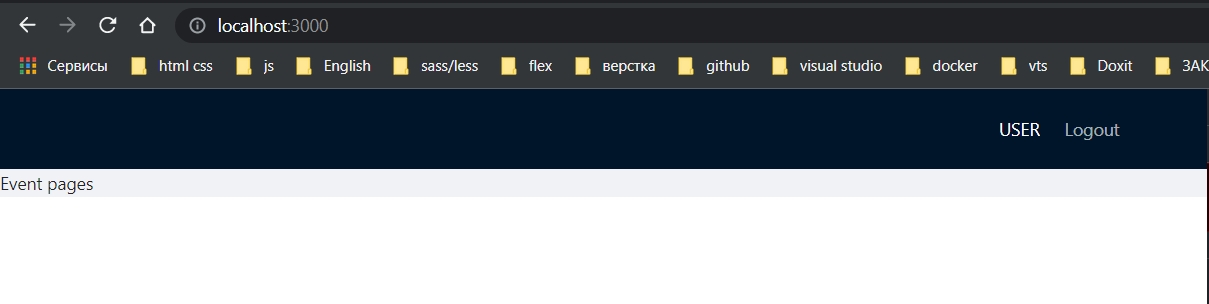 localhost:3000
Сервисы html css js English sass/less flex верстка github visual studio docker vts Doxit ЗАК
USER Logout
Event pages